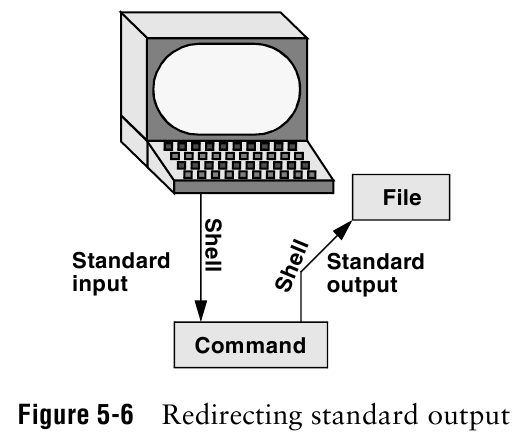 File
Shell
Shell
Standard
input
Standard
output
Command
Figure 5-6 Redirecting standard output